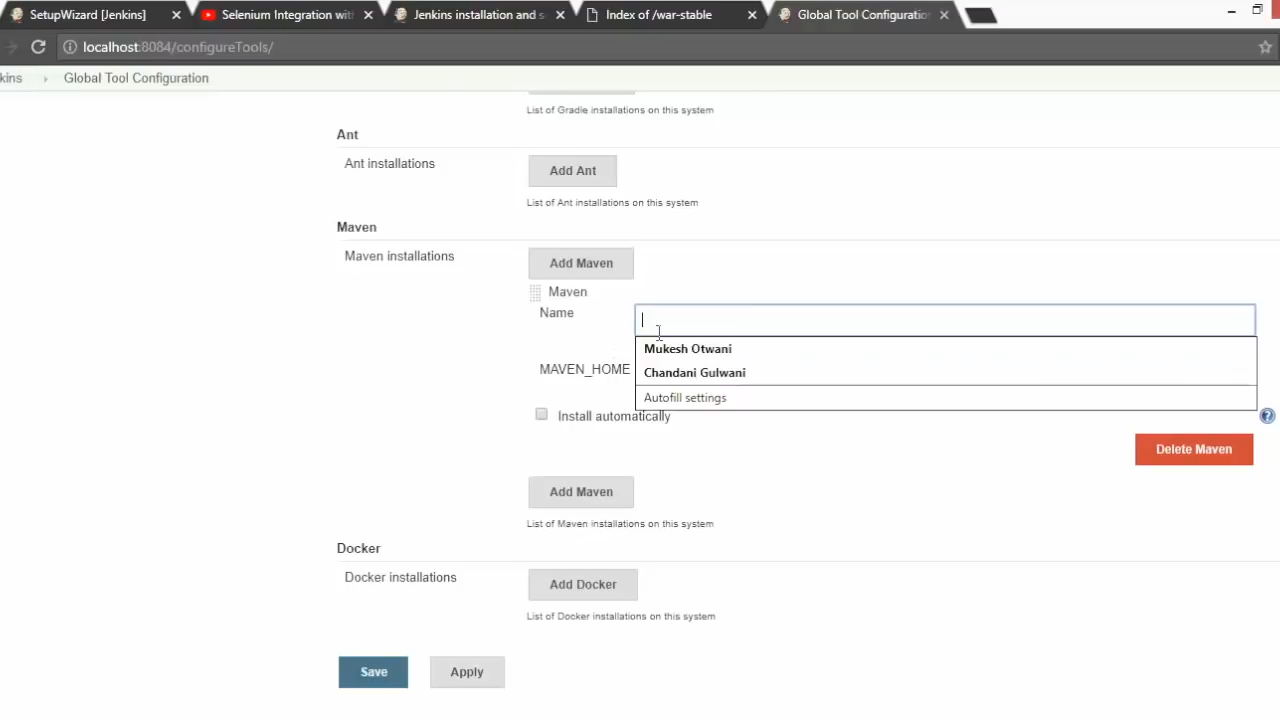 SetupWizard [Jenkins]
Selenium Integration wit
Jenkins installation and s
Index of /war-stable
Global Tool Configuratio
localhost:8084/configureTools/
kins
Global Tool Configuration
List of Gradle installations on this system
Ant
Ant installations
Add Ant
List of Ant installations on this system
Maven
Maven installations
Add Maven
Maven
Name
Mukesh Otwani
Chandani Gulwani
Autofill settings
MAVEN_HOME
Install automatically
?
Delete Maven
Add Maven
List of Maven installations on this system
Docker
Docker installations
Add Docker
List of Docker installations on this system
Save
Apply